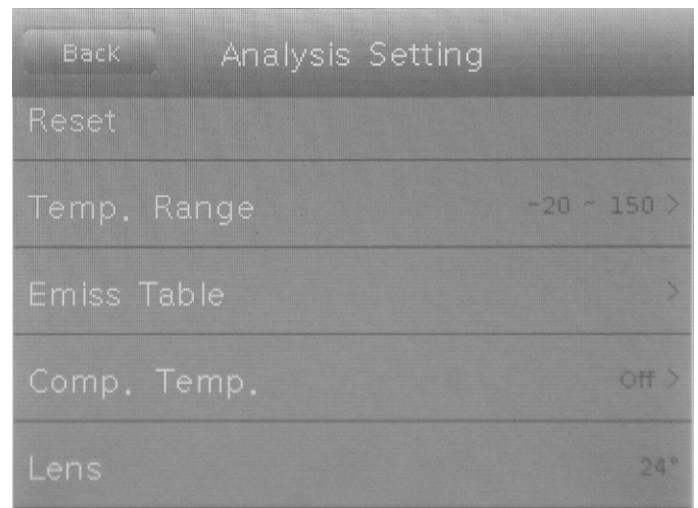 Back Analysis Setting
Reset
Temp. Range -20 ~ 150 >
Emiss Table >
Comp. Temp. Off >
Lens 24°